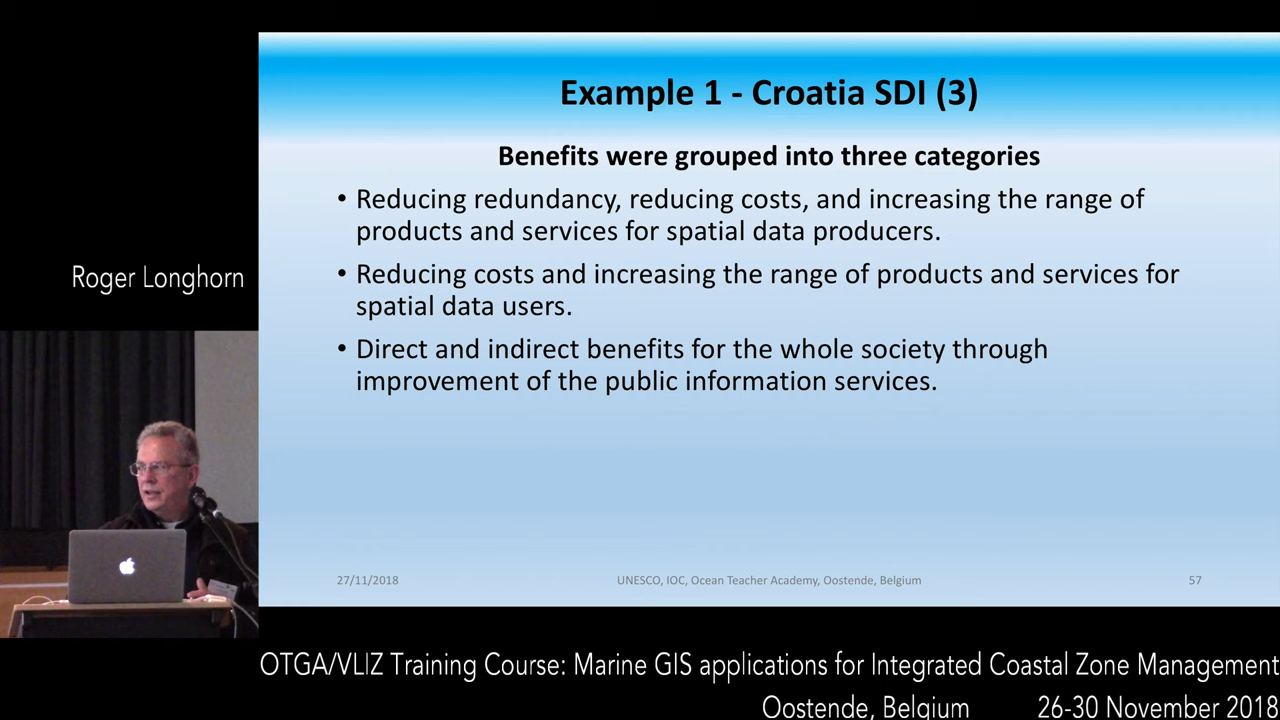 Example 1 - Croatia SDI (3)
Benefits were grouped into three categories
• Reducing redundancy, reducing costs, and increasing the range of
products and services for spatial data producers.
• Reducing costs and increasing the range of products and services for
spatial data users.
• Direct and indirect benefits for the whole society through
improvement of the public information services.
27/11/2018
UNESCO, IOC, Ocean Teacher Academy, Oostende, Belgium
57
Roger Longhorn
OTGA/VLIZ Training Course: Marine GIS applications for Integrated Coastal Zone Management
Oostende, Belgium
26-30 November 2018